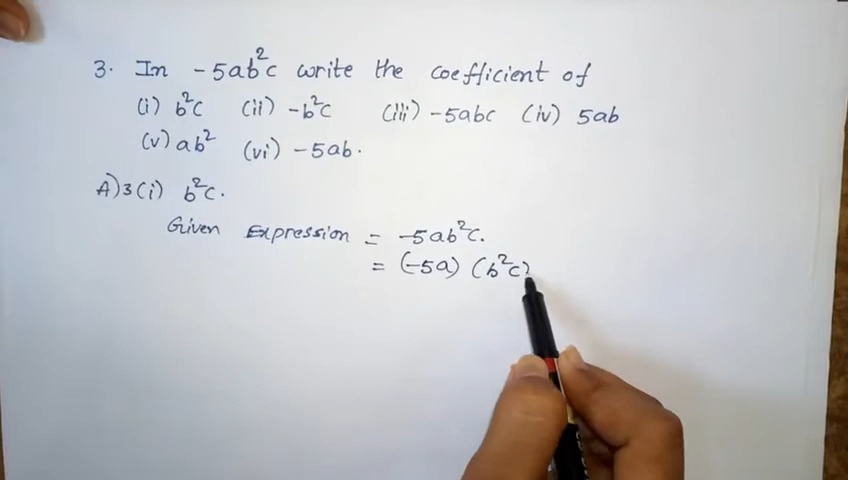 3. In -5ab²c write the coefficient of
(i) b²c (ii) -b²c (iii) -5abc (iv) 5ab
(v) ab² (vi) -5ab.
A) 3 (i) b²c.
Given Expression = -5ab²c.
= (-5a) (b²c)